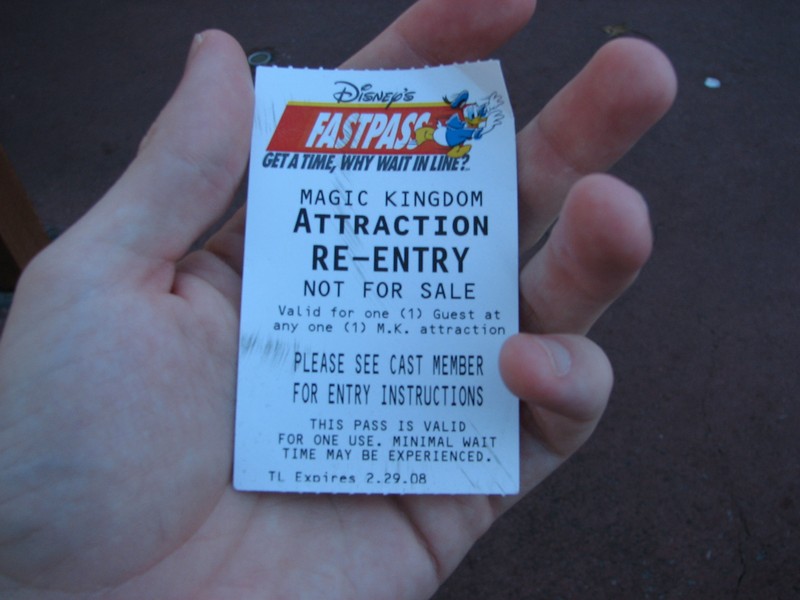 Disney's
FASTPASS
GET A TIME, WHY WAIT IN LINE?
MAGIC KINGDOM
ATTRACTION
RE-ENTRY
NOT FOR SALE
Valid for one (1) Guest at
any one (1) M.K. attraction
PLEASE SEE CAST MEMBER
FOR ENTRY INSTRUCTIONS
THIS PASS IS VALID
FOR ONE USE. MINIMAL WAIT
TIME MAY BE EXPERIENCED.
TL Expires 2.29.08